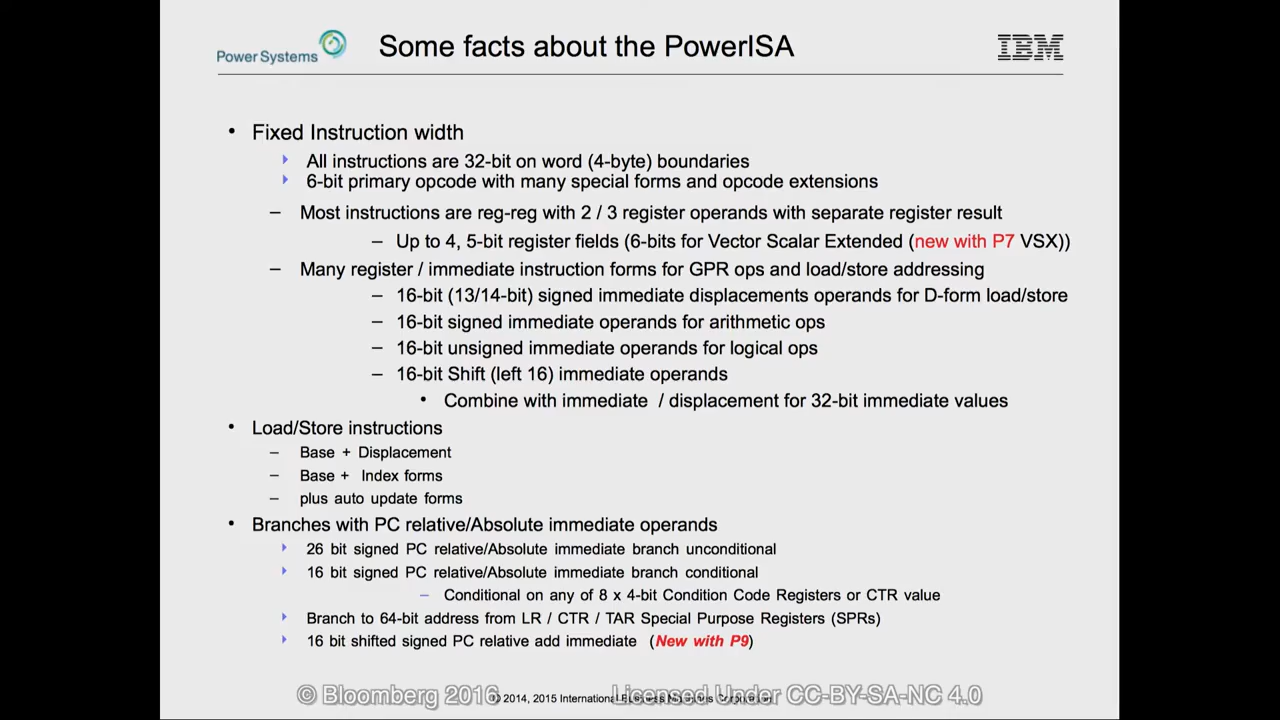 Power Systems
Some facts about the PowerISA
IBM
• Fixed Instruction width
All instructions are 32-bit on word (4-byte) boundaries
6-bit primary opcode with many special forms and opcode extensions
– Most instructions are reg-reg with 2 / 3 register operands with separate register result
– Up to 4, 5-bit register fields (6-bits for Vector Scalar Extended (new with P7 VSX))
– Many register / immediate instruction forms for GPR ops and load/store addressing
– 16-bit (13/14-bit) signed immediate displacements operands for D-form load/store
– 16-bit signed immediate operands for arithmetic ops
– 16-bit unsigned immediate operands for logical ops
– 16-bit Shift (left 16) immediate operands
• Combine with immediate / displacement for 32-bit immediate values
• Load/Store instructions
– Base + Displacement
– Base + Index forms
– plus auto update forms
• Branches with PC relative/Absolute immediate operands
26 bit signed PC relative/Absolute immediate branch unconditional
16 bit signed PC relative/Absolute immediate branch conditional
– Conditional on any of 8 x 4-bit Condition Code Registers or CTR value
Branch to 64-bit address from LR / CTR / TAR Special Purpose Registers (SPRs)
16 bit shifted signed PC relative add immediate (New with P9)
© Bloomberg 2016
© 2014, 2015 International Business Machines Corporation
Licensed Under CC-BY-SA-NC 4.0